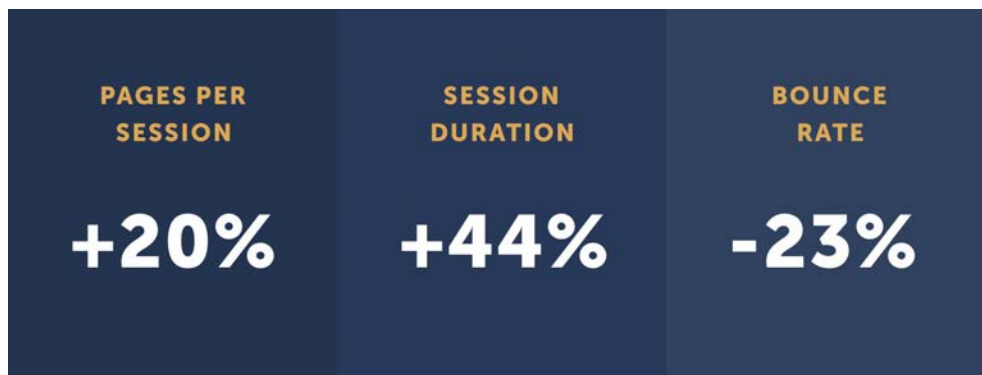 PAGES PER
SESSION
+20%
SESSION
DURATION
+44%
BOUNCE
RATE
-23%